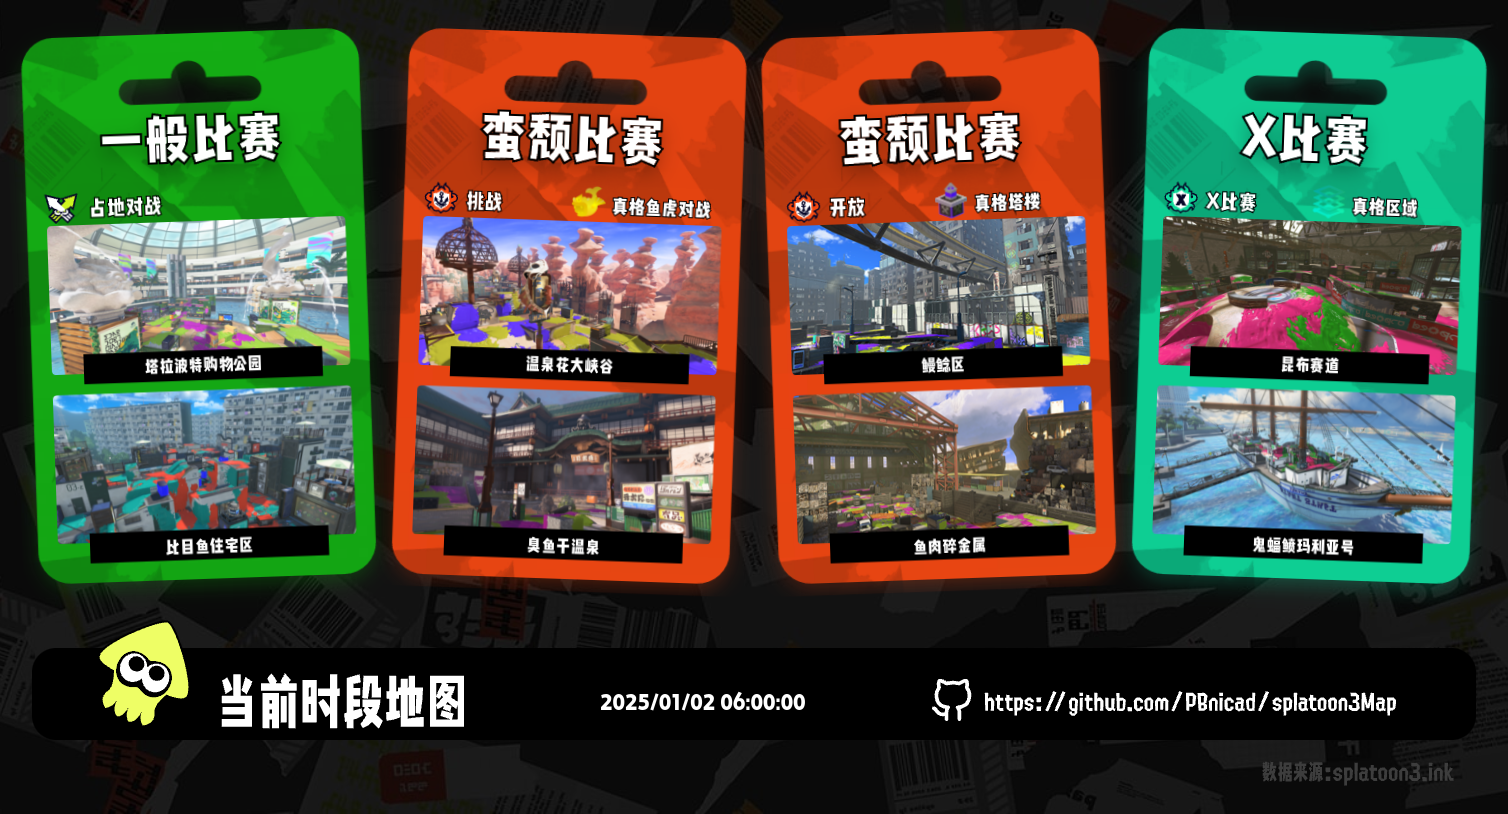 一般比赛
占地对战
塔拉波特购物公园
比目鱼住宅区
蛮颓比赛
挑战
真格鱼虎对战
温泉花大峡谷
臭鱼干温泉
蛮颓比赛
开放
真格塔楼
鳗鲶区
鱼肉碎金属
X比赛
X比赛
真格区域
昆布赛道
鬼蝠鲼玛利亚号
当前时段地图
2025/01/02 06:00:00
https://github.com/PBnicad/splatoon3Map
数据来源:splatoon3.ink